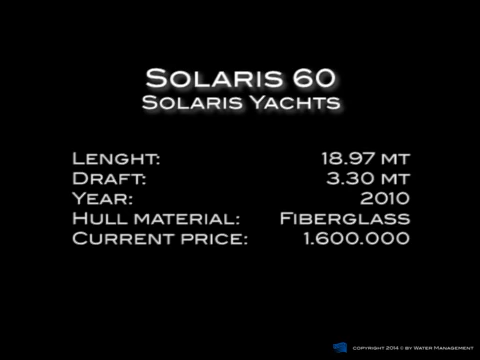 Solaris 60
Solaris Yachts
Lenght: 18.97 mt
Draft: 3.30 mt
Year: 2010
Hull material: Fiberglass
Current price: 1.600.000
copyright 2014 © by Water Management